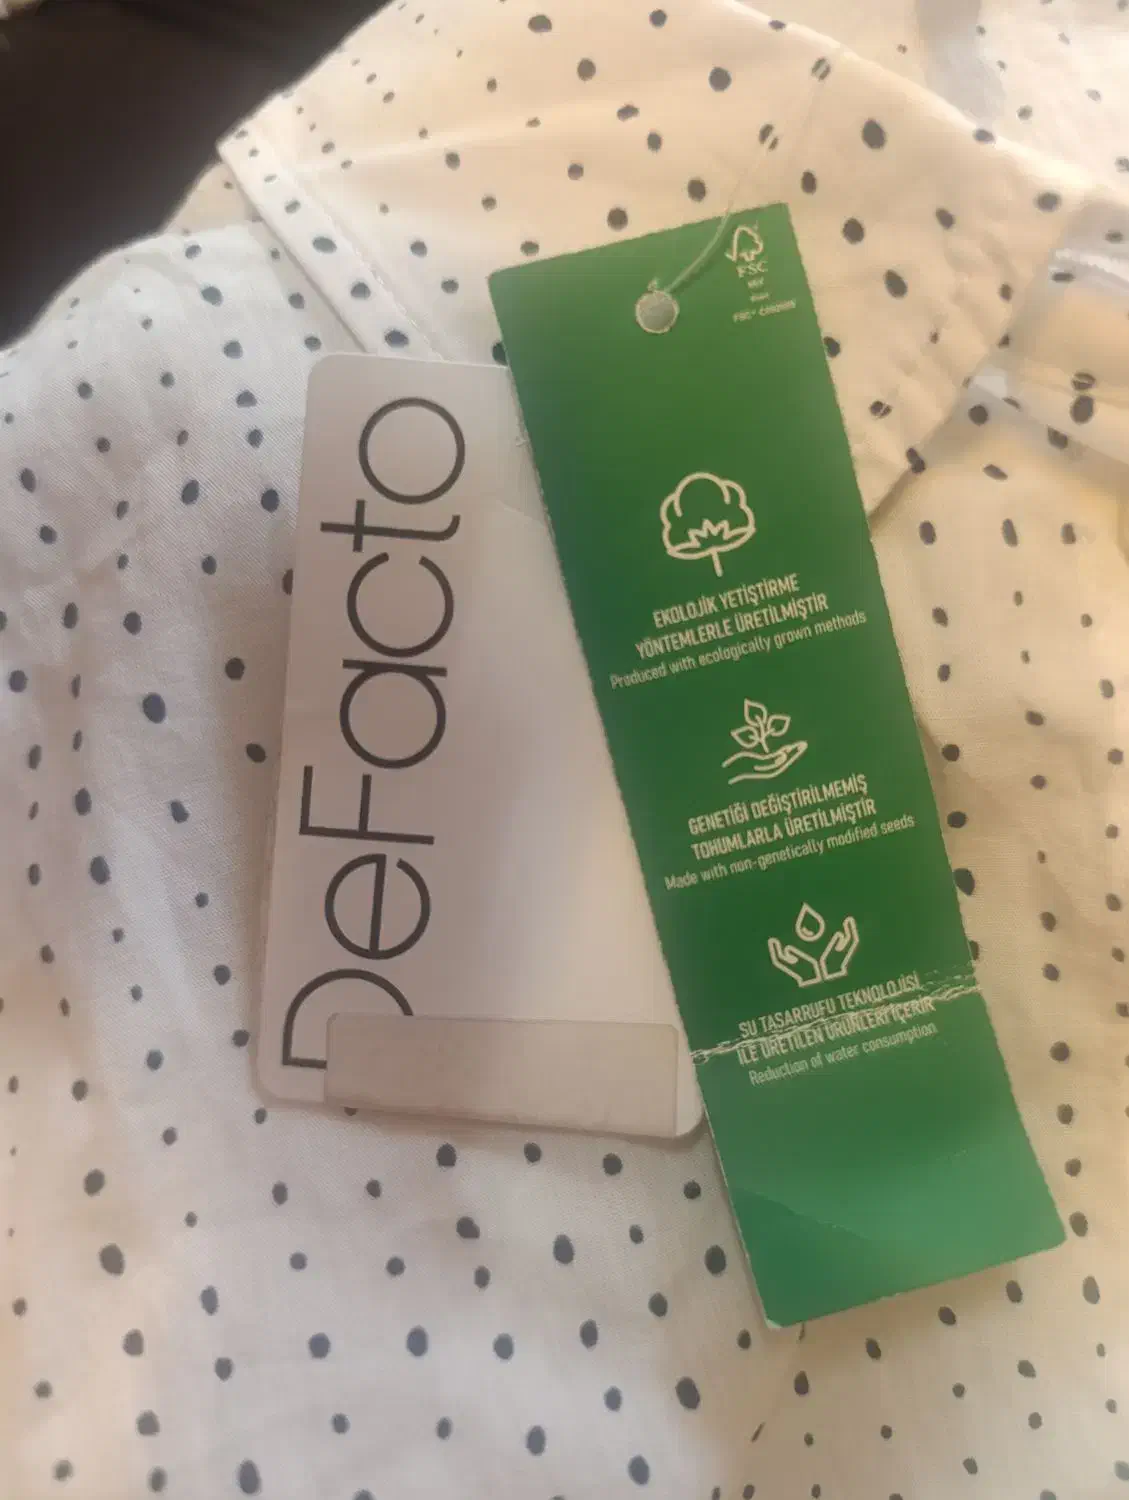 DeFacto
FSC
EKOLOJİK YETİŞTİRME
YÖNTEMLERLE ÜRETİLMİŞTİR
Produced with ecologically grown methods
GENETİĞİ DEĞİŞTİRİLMEMİŞ
TOHUMLARLA ÜRETİLMİŞTİR
Made with non-genetically modified seeds
SU TASARRUFU TEKNOLOJİSİ
İLE ÜRETİLEN ÜRÜNLERİ İÇERİR
Reduction of water consumption